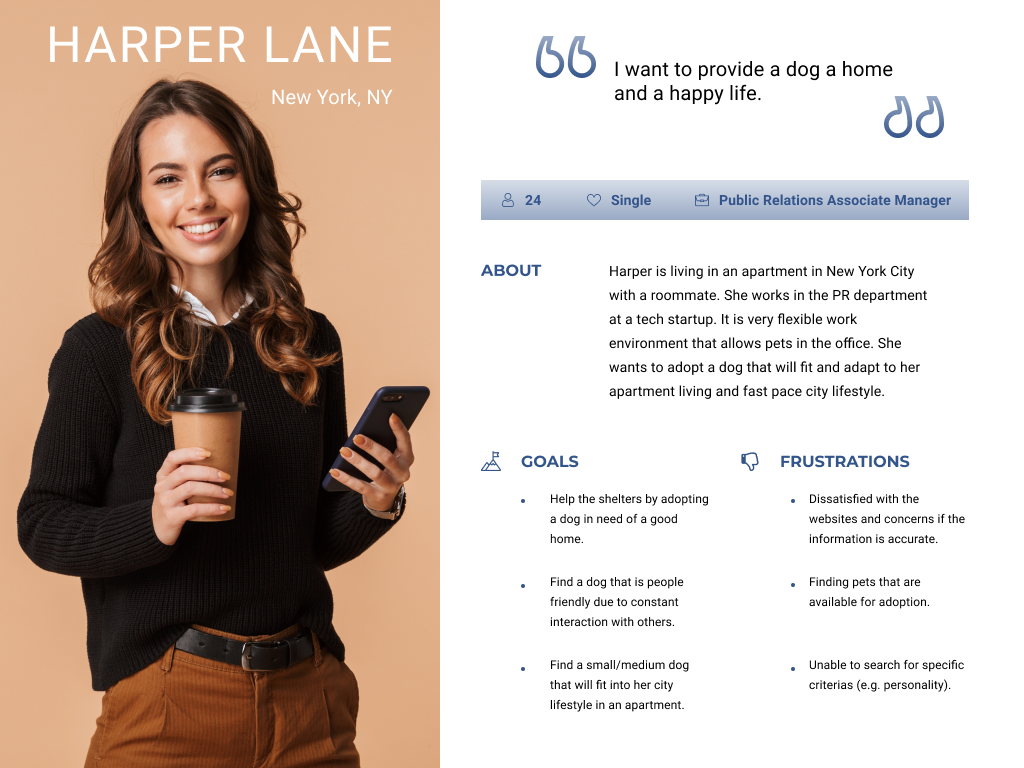 HARPER LANE
New York, NY
I want to provide a dog a home
and a happy life.
24
Single
Public Relations Associate Manager
ABOUT
Harper is living in an apartment in New York City
with a roommate. She works in the PR department
at a tech startup. It is very flexible work
environment that allows pets in the office. She
wants to adopt a dog that will fit and adapt to her
apartment living and fast pace city lifestyle.
GOALS
Help the shelters by adopting
a dog in need of a good
home.
Find a dog that is people
friendly due to constant
interaction with others.
Find a small/medium dog
that will fit into her city
lifestyle in an apartment.
FRUSTRATIONS
Dissatisfied with the
websites and concerns if the
information is accurate.
Finding pets that are
available for adoption.
Unable to search for specific
criterias (e.g. personality).